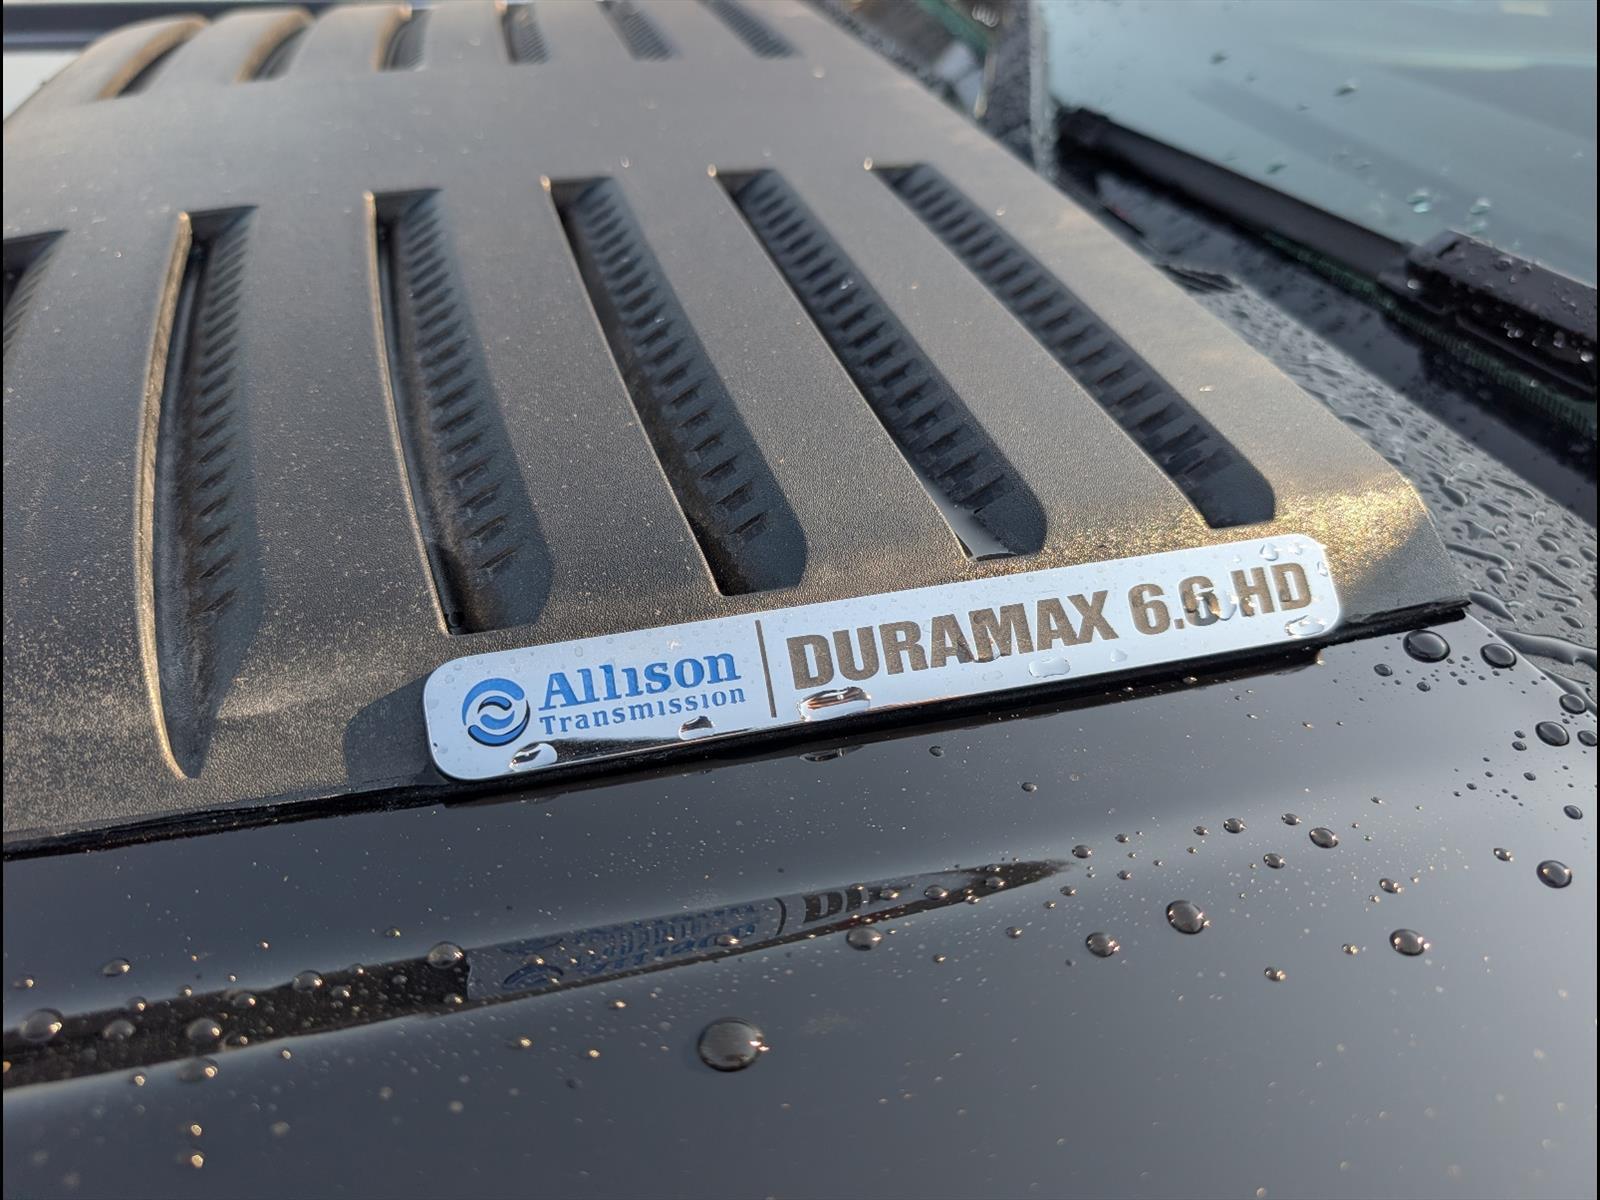 Allison
Transmission
DURAMAX 6.6 HD